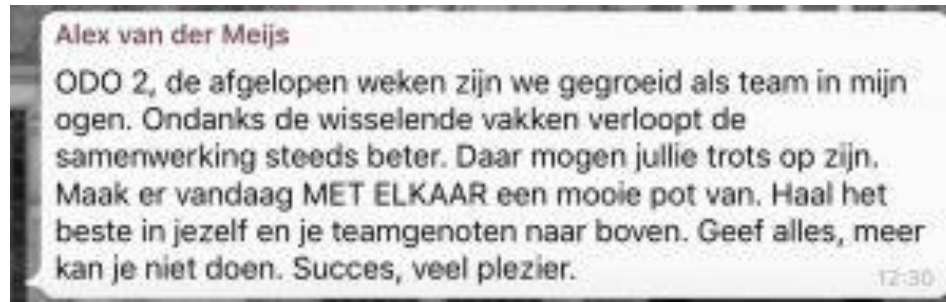 Alex van der Meijs
ODO 2, de afgelopen weken zijn we gegroeid als team in mijn
ogen. Ondanks de wisselende vakken verloopt de
samenwerking steeds beter. Daar mogen jullie trots op zijn.
Maak er vandaag MET ELKAAR een mooie pot van. Haal het
beste in jezelf en je teamgenoten naar boven. Geef alles, meer
kan je niet doen. Succes, veel plezier.
12:30